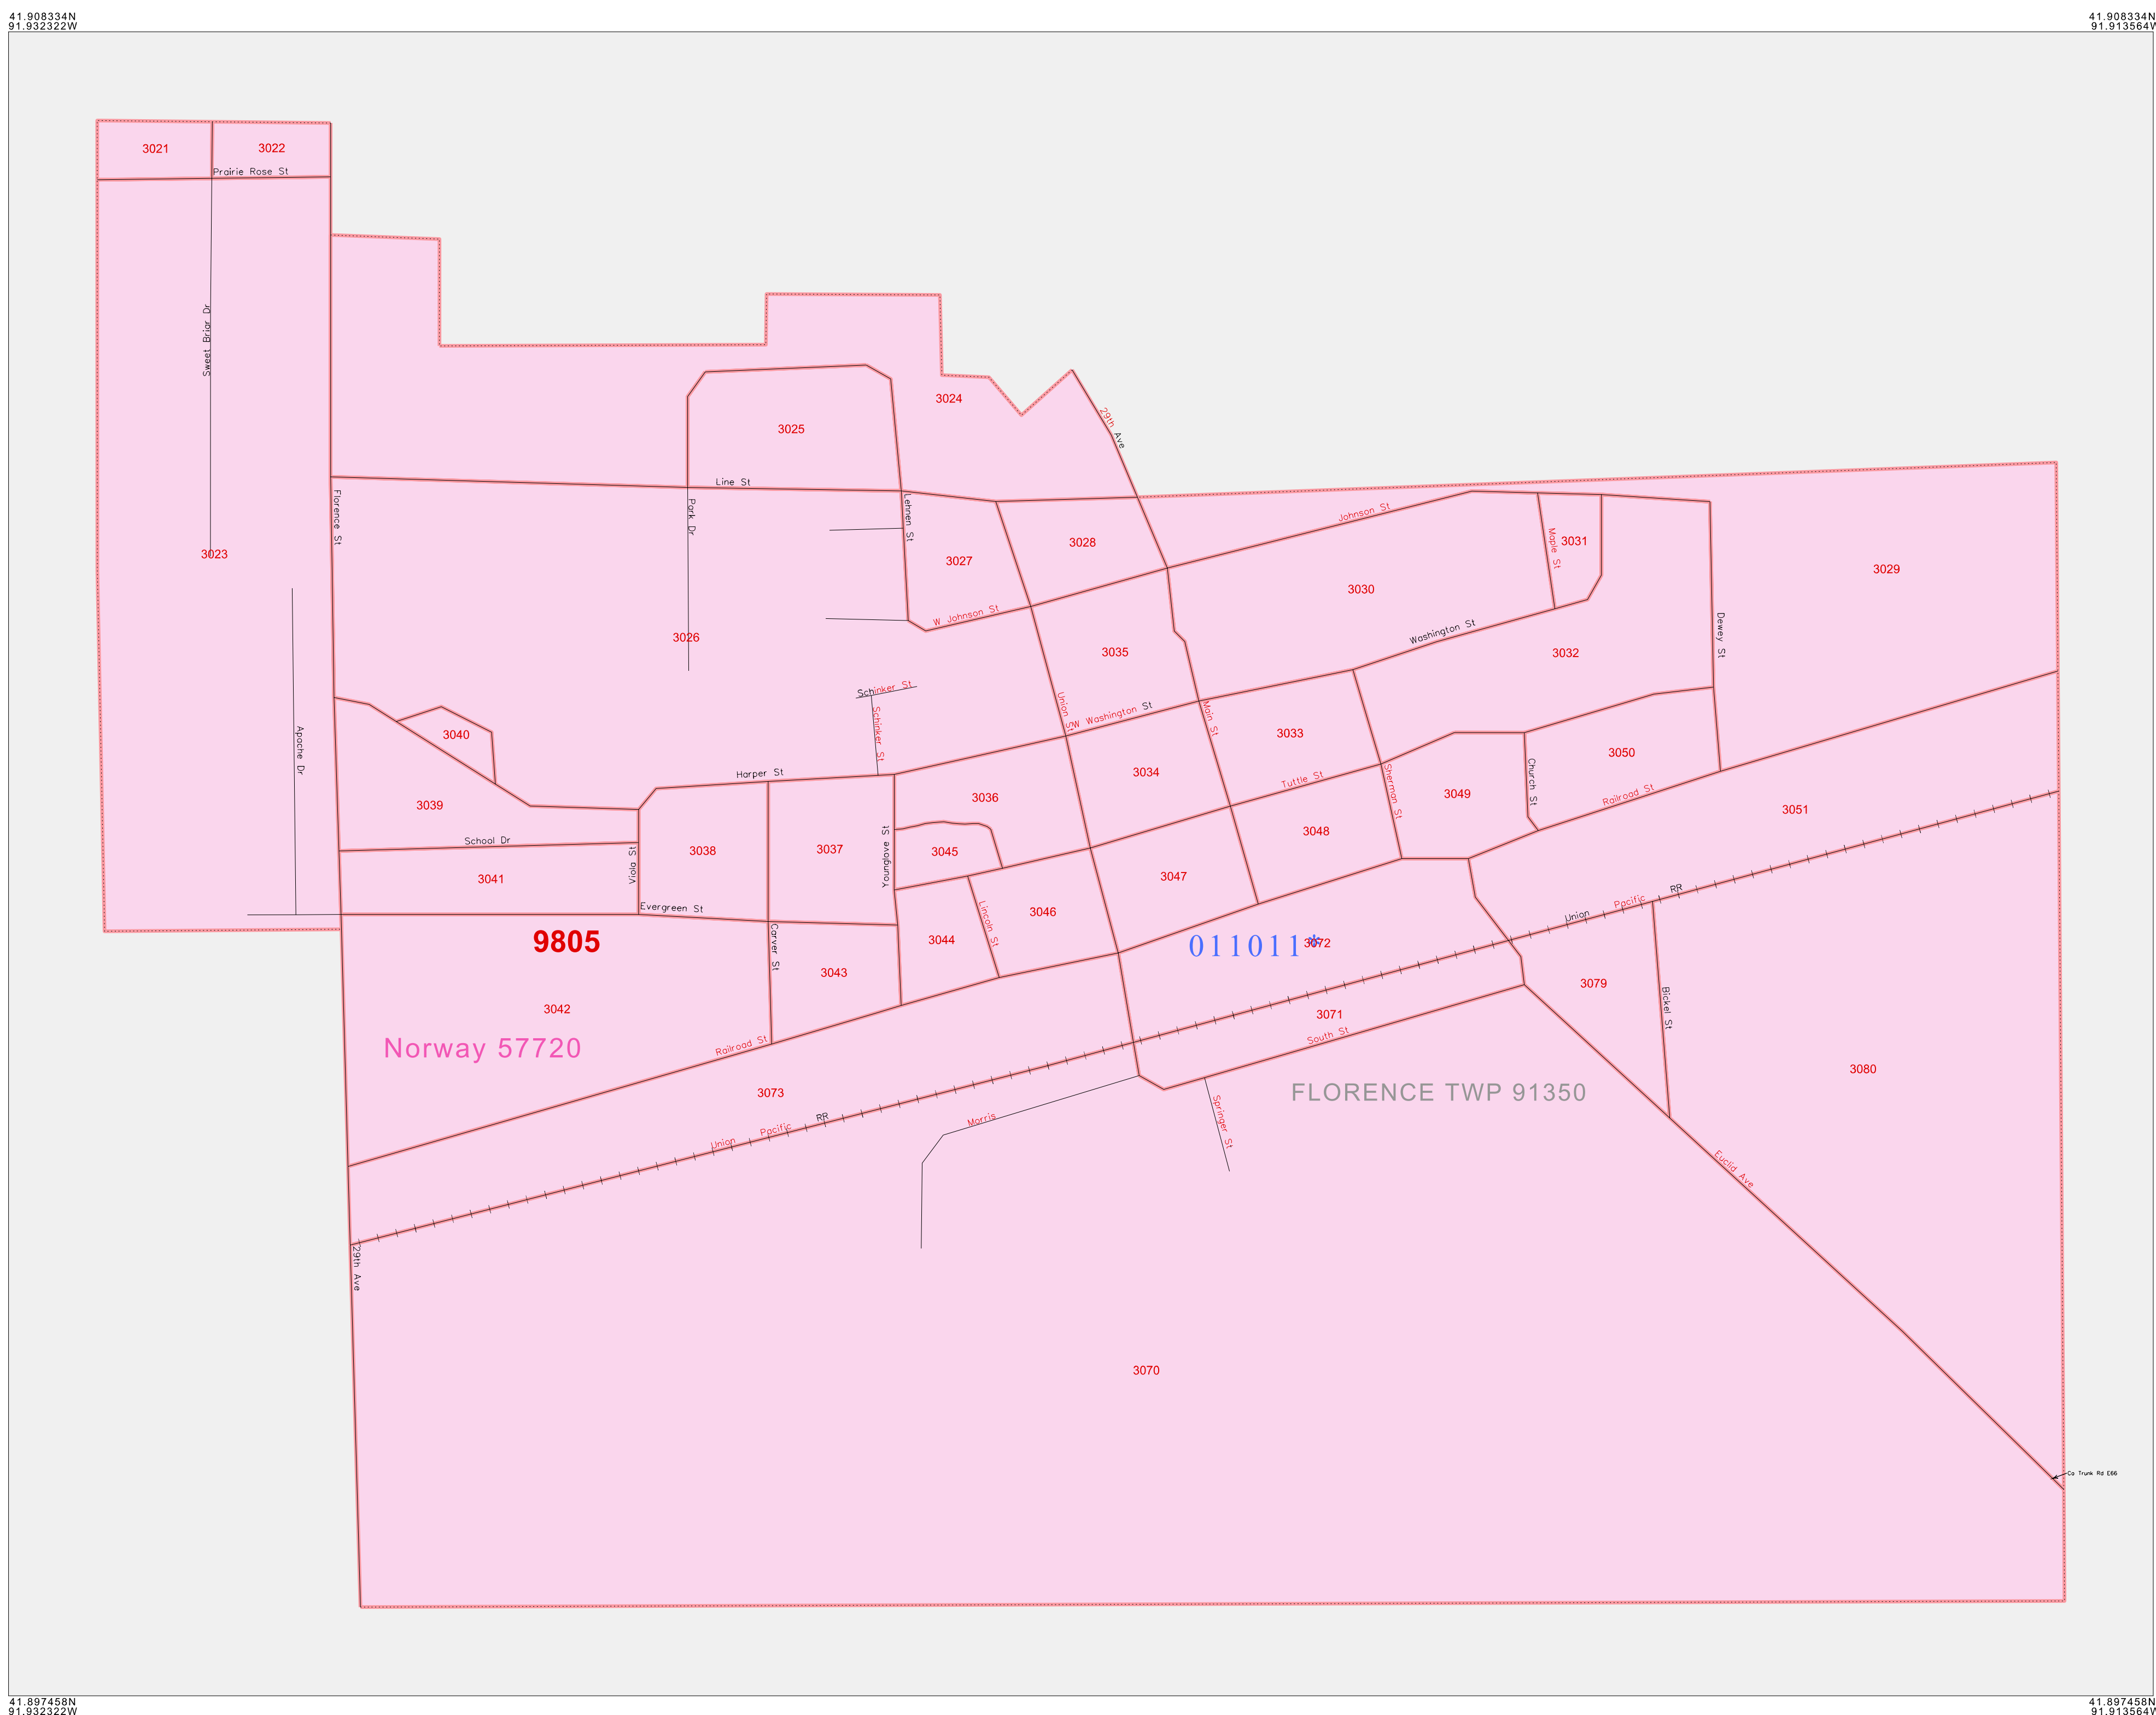 41.908334N
91.932322W
41.908334N
91.913564W
3021
3022
Prairie Rose St
Sweet Briar Dr
3024
29th Ave
3025
Line St
Florence St
Park Dr
Lehnen St
Johnson St
Maple St
3031
3028
3027
3023
3029
3030
W Johnson St
Washington St
Dewey St
3026
3035
3032
Schinker St
Schinker St
Union St
W Washington St
Main St
3040
3033
Apache Dr
Harper St
3034
Tuttle St
Sherman St
Church St
3050
3039
3036
3049
Railroad St
3051
School Dr
Viola St
3038
3037
Younglove St
3045
3048
3041
3047
Union Pacific RR
Evergreen St
Lincoln St
3046
9805
Carver St
3044
011011*
3072
3043
3079
Bickel St
3042
3071
South St
Norway 57720
Railroad St
3073
FLORENCE TWP 91350
3080
Union Pacific RR
Morris
Springer St
Euclid Ave
29th Ave
3070
Co Trunk Rd E66
41.897458N
91.932322W
41.897458N
91.913564W